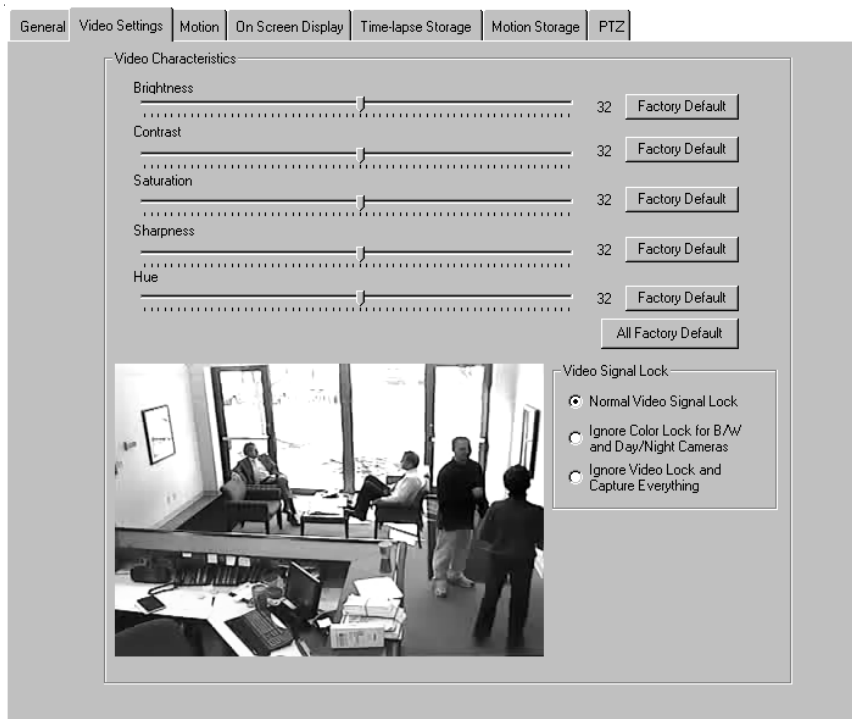 General Video Settings Motion On Screen Display Time-lapse Storage Motion Storage PTZ
Video Characteristics
Brightness
32 Factory Default
Contrast
32 Factory Default
Saturation
32 Factory Default
Sharpness
32 Factory Default
Hue
32 Factory Default
All Factory Default
Video Signal Lock
Normal Video Signal Lock
Ignore Color Lock for B/W
and Day/Night Cameras
Ignore Video Lock and
Capture Everything